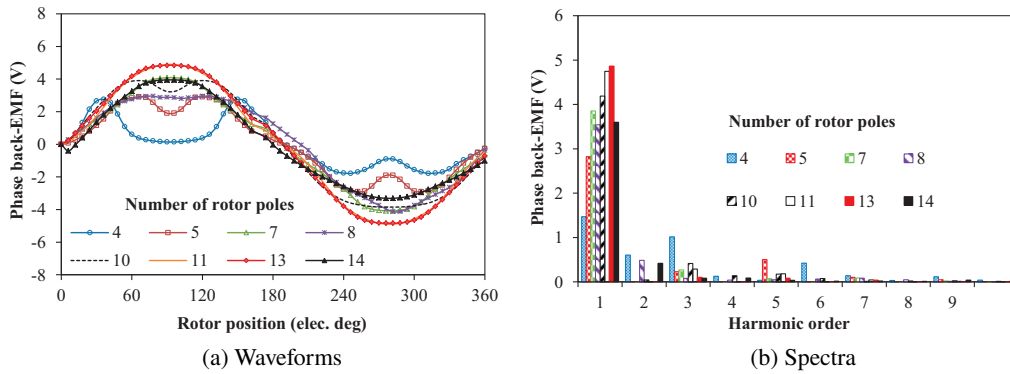 8
6
4
2
0
-2
-4
-6
-8
Phase back-EMF (V)
Number of rotor poles
4 5 7 8
10 11 13 14
0 60 120 180 240 300 360
Rotor position (elec. deg)
(a) Waveforms
6
5
4
3
2
1
0
Phase back-EMF (V)
Number of rotor poles
4 5 7 8
10 11 13 14
1 2 3 4 5 6 7 8 9
Harmonic order
(b) Spectra